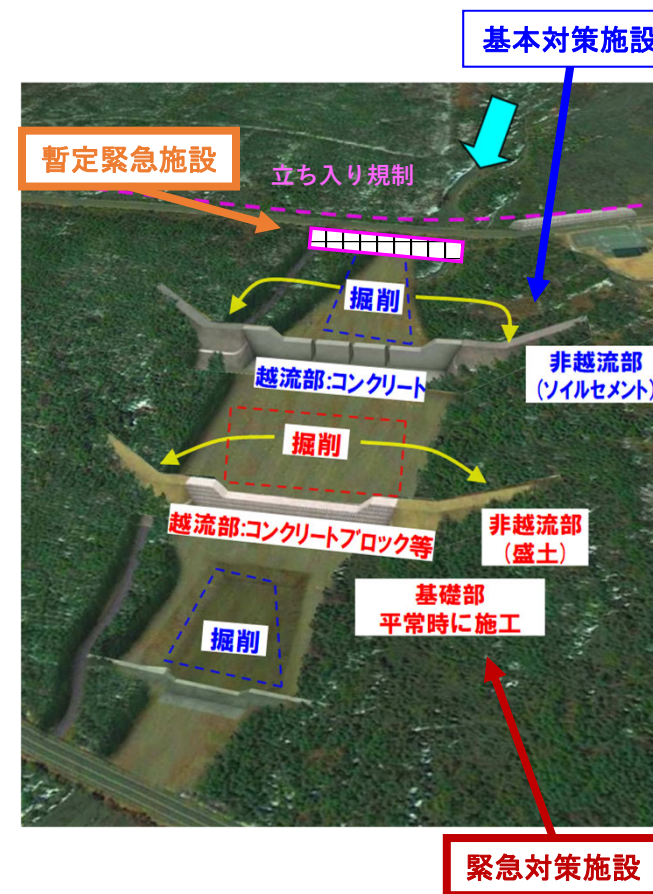 基本対策施設
暫定緊急施設
立ち入り規制
掘削
越流部:コンクリート
非越流部
(ソイルセメント)
掘削
越流部:コンクリートブロック等
非越流部
(盛土)
基礎部
平常時に施工
掘削
緊急対策施設